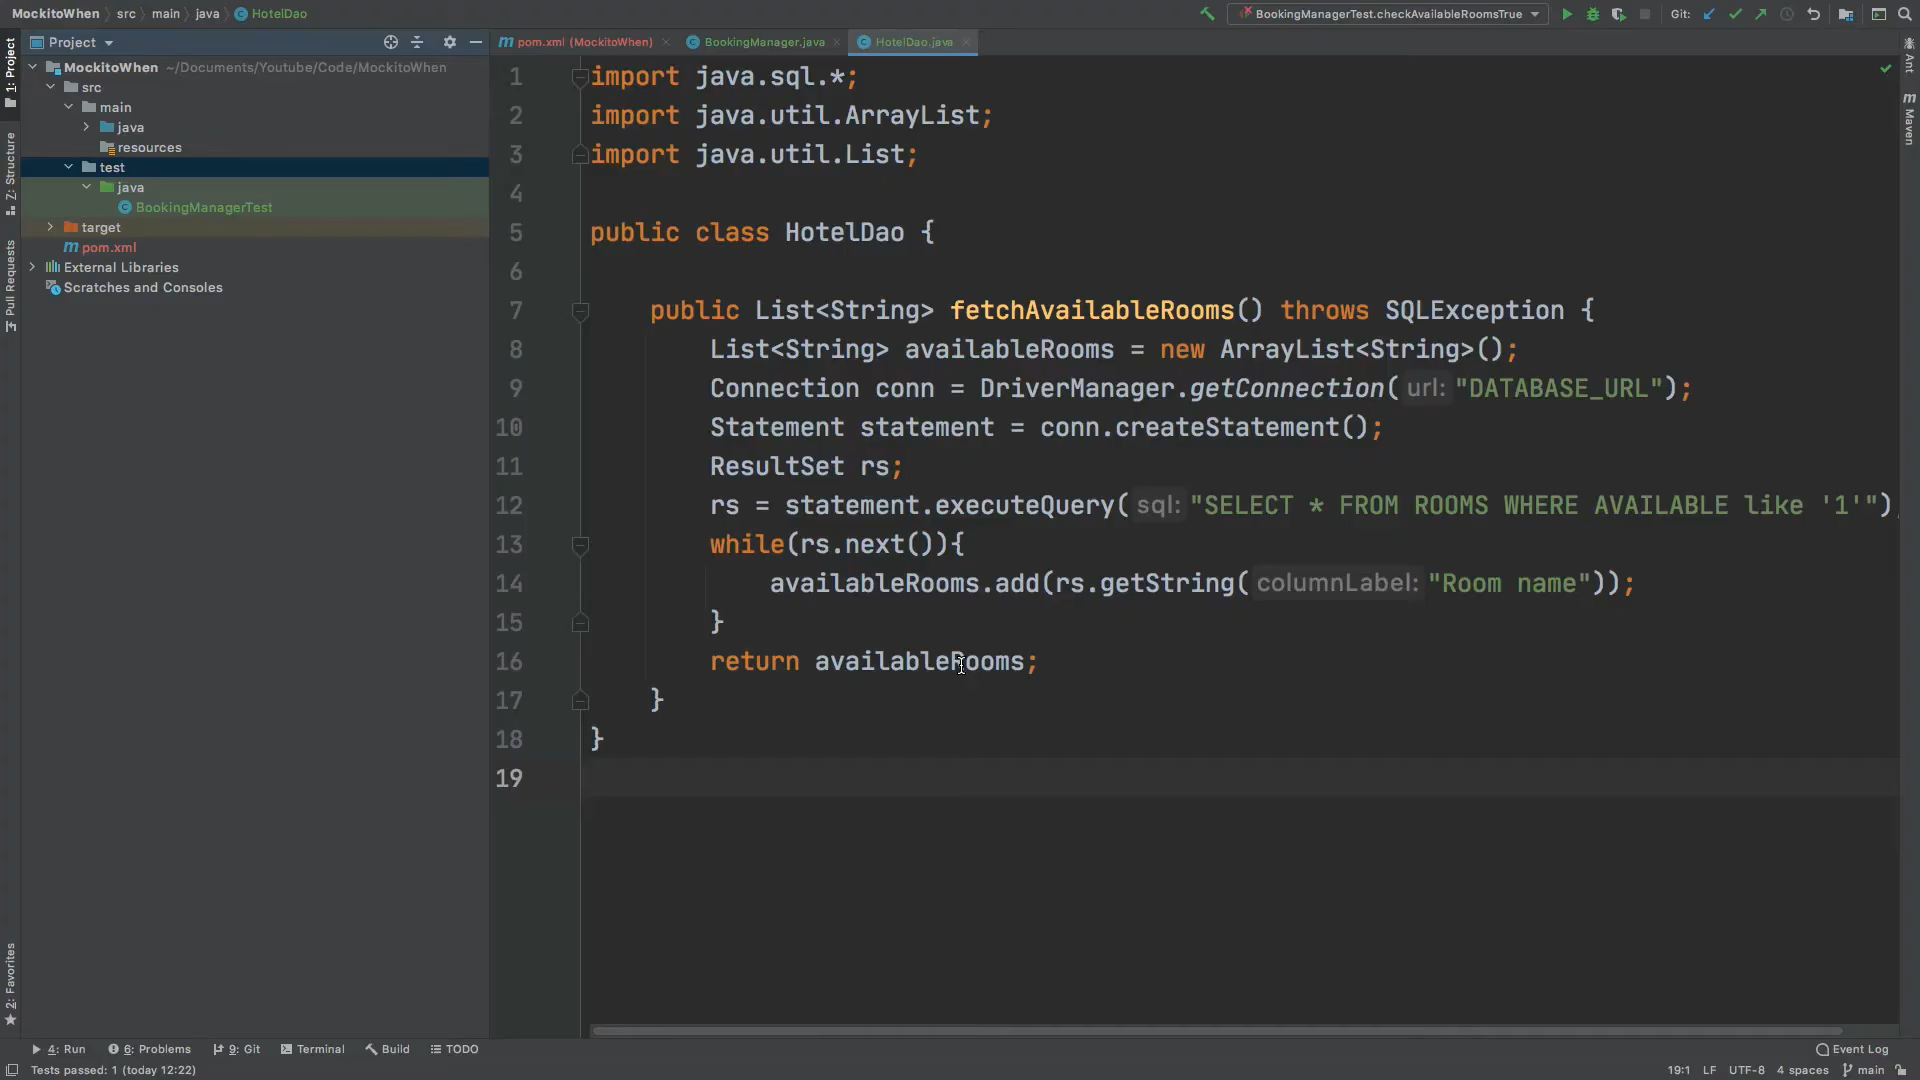 MockitoWhen src main java HotelDao
BookingManagerTest.checkAvailableRoomsTrue Git:
Project
pom.xml (MockitoWhen) BookingManager.java HotelDao.java
MockitoWhen ~/Documents/Youtube/Code/MockitoWhen
src
main
java
resources
test
java
BookingManagerTest
target
pom.xml
External Libraries
Scratches and Consoles
1: Project
7: Structure
Pull Requests
2: Favorites
1 import java.sql.*;
2 import java.util.ArrayList;
3 import java.util.List;
4
5 public class HotelDao {
6
7 public List<String> fetchAvailableRooms() throws SQLException {
8 List<String> availableRooms = new ArrayList<String>();
9 Connection conn = DriverManager.getConnection( url: "DATABASE_URL");
10 Statement statement = conn.createStatement();
11 ResultSet rs;
12 rs = statement.executeQuery( sql: "SELECT * FROM ROOMS WHERE AVAILABLE like '1'")
13 while(rs.next()){
14 availableRooms.add(rs.getString( columnLabel: "Room name"));
15 }
16 return availableRooms;
17 }
18 }
19
Ant
Maven
4: Run 6: Problems 9: Git Terminal Build TODO Event Log
Tests passed: 1 (today 12:22) 19:1 LF UTF-8 4 spaces main